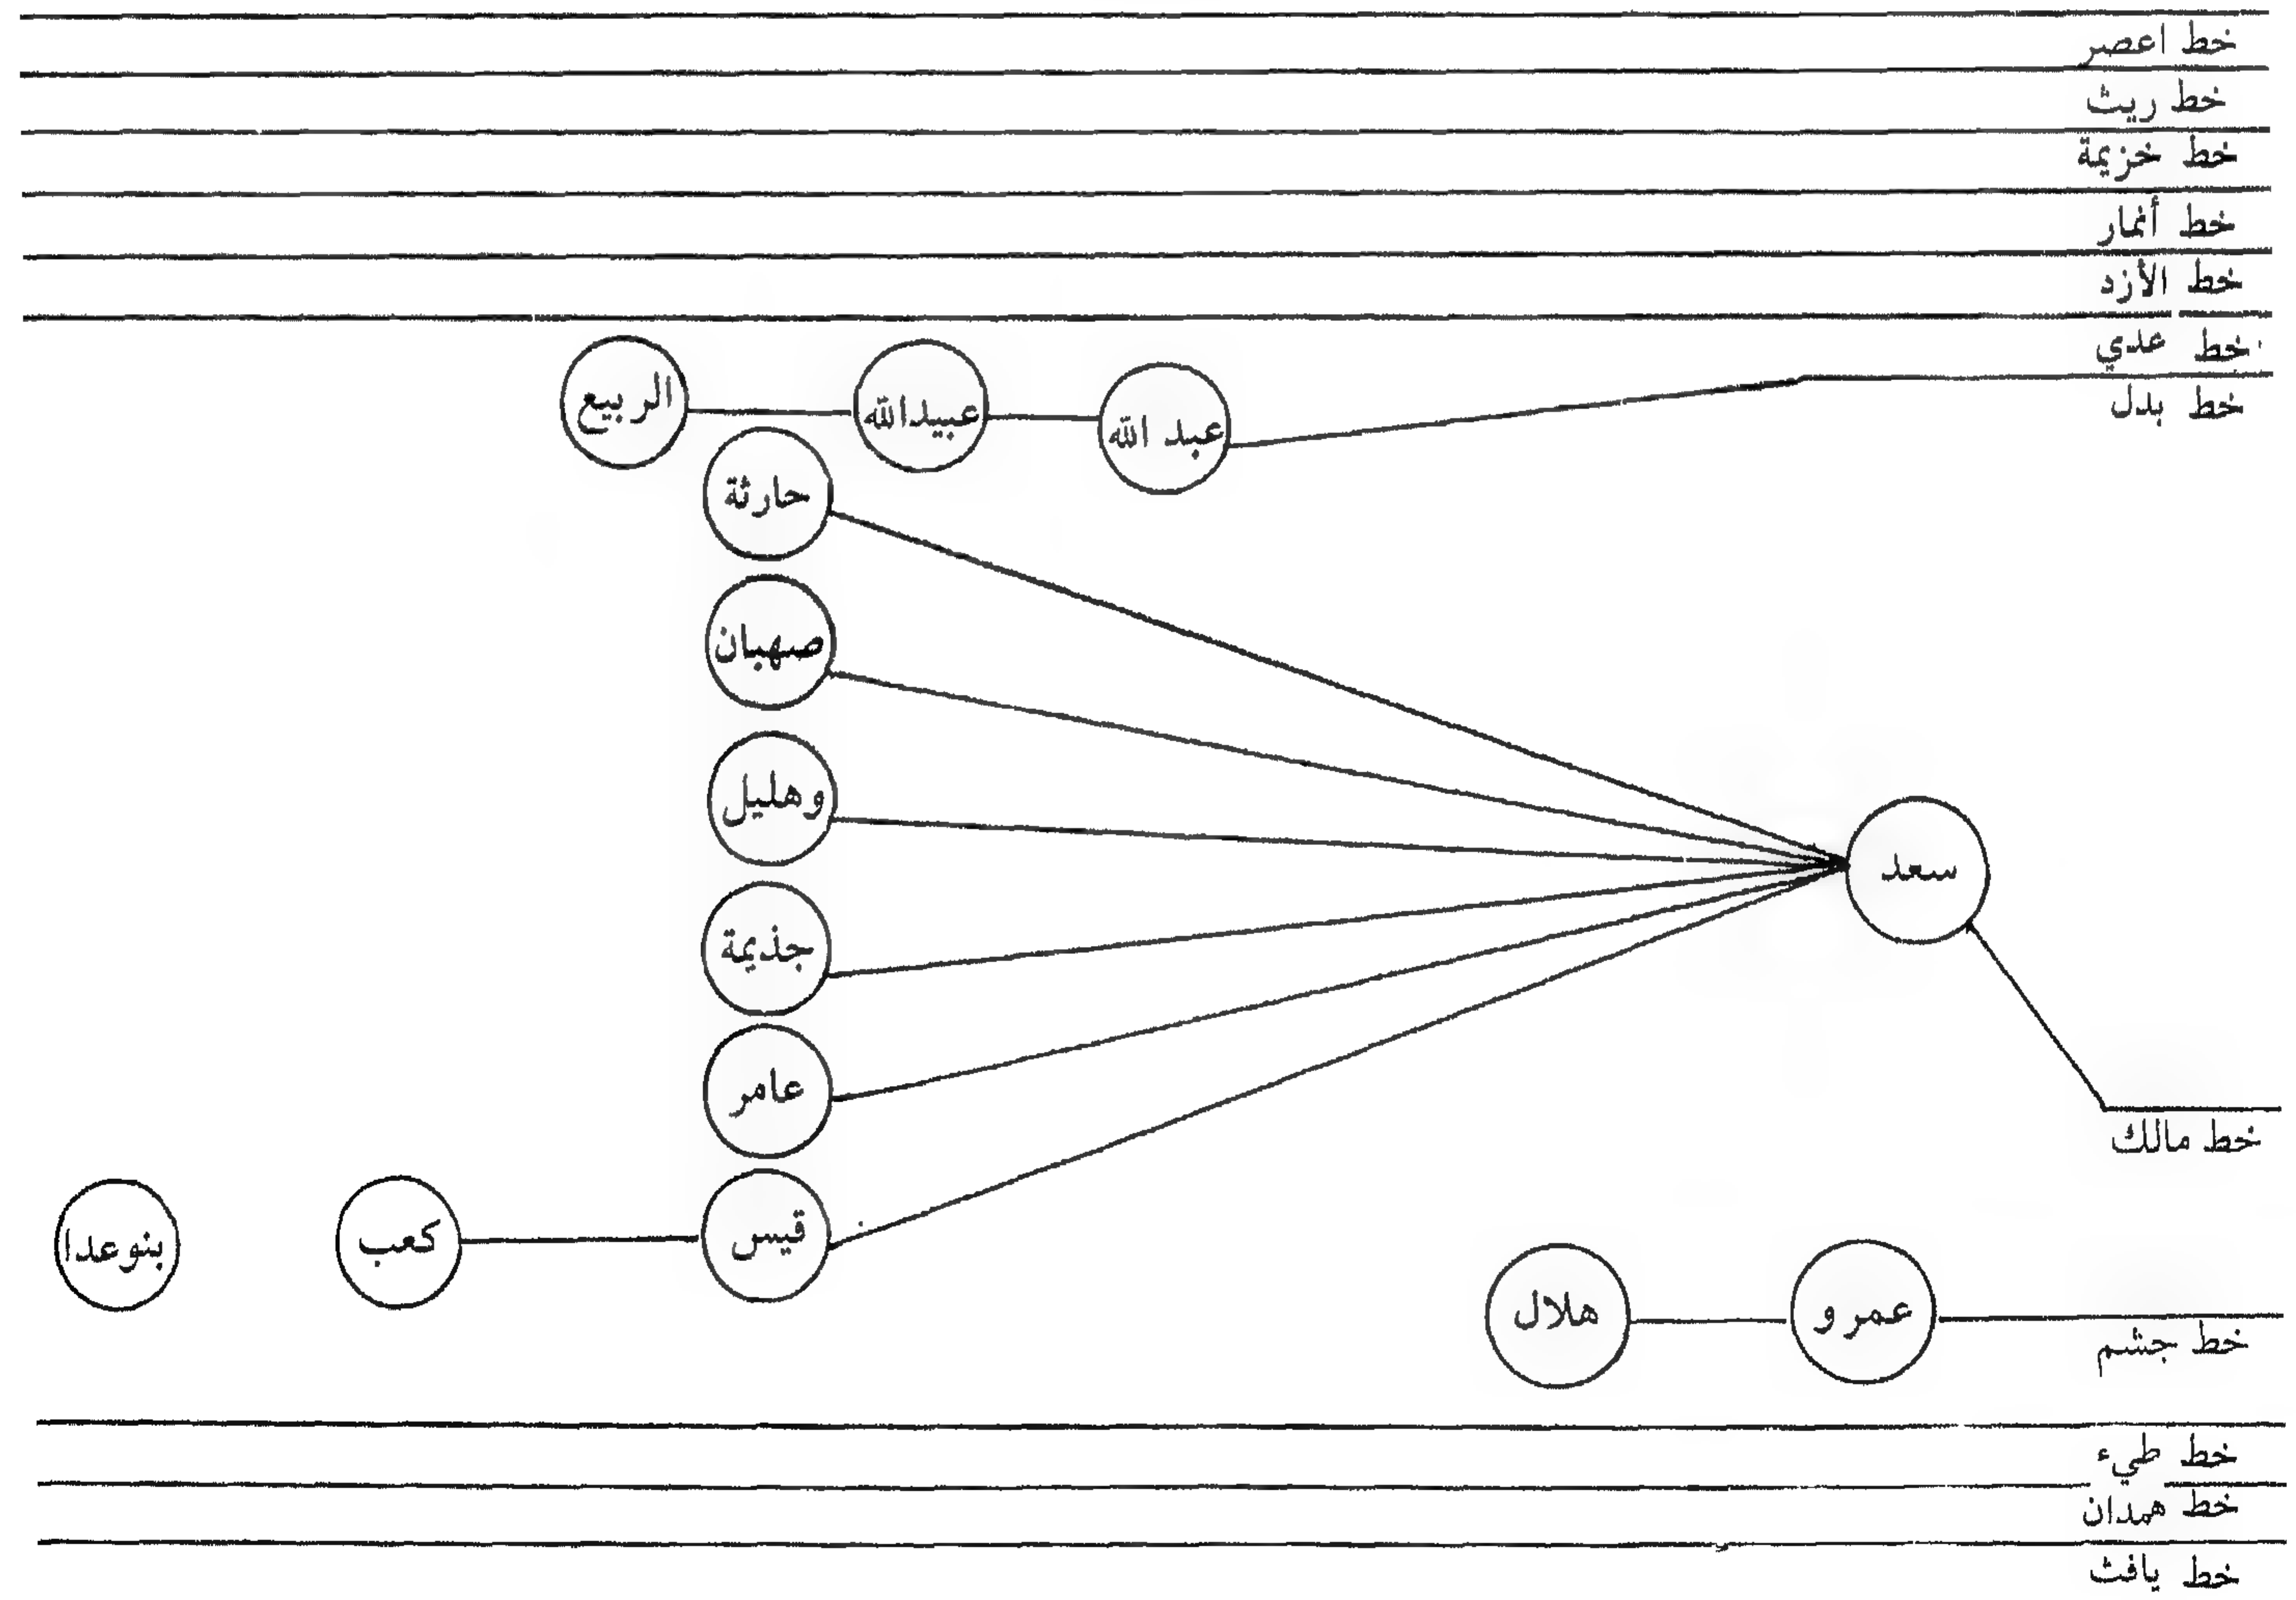 خط اعصر
خط ريث
خط خزيمة
خط أنمار
خط الأزد
خط عدي
خط بدل
عبد الله
عبيدالله
الربيع
حارثة
صهبان
وهليل
سعد
جذيمة
عامر
خط مالك
قيس
كعب
بنوعدا
عمرو
هلال
خط جشم
خط طيء
خط همدان
خط يافث